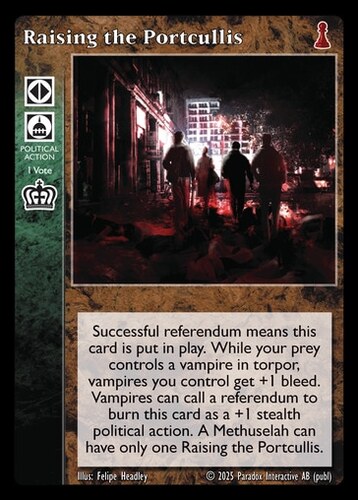 Raising the Portcullis
POLITICAL
ACTION
1 Vote
Successful referendum means this
card is put in play. While your prey
controls a vampire in torpor,
vampires you control get +1 bleed.
Vampires can call a referendum to
burn this card as a +1 stealth
political action. A Methuselah can
have only one Raising the Portcullis.
Illus: Felipe Headley © 2025 Paradox Interactive AB (publ)